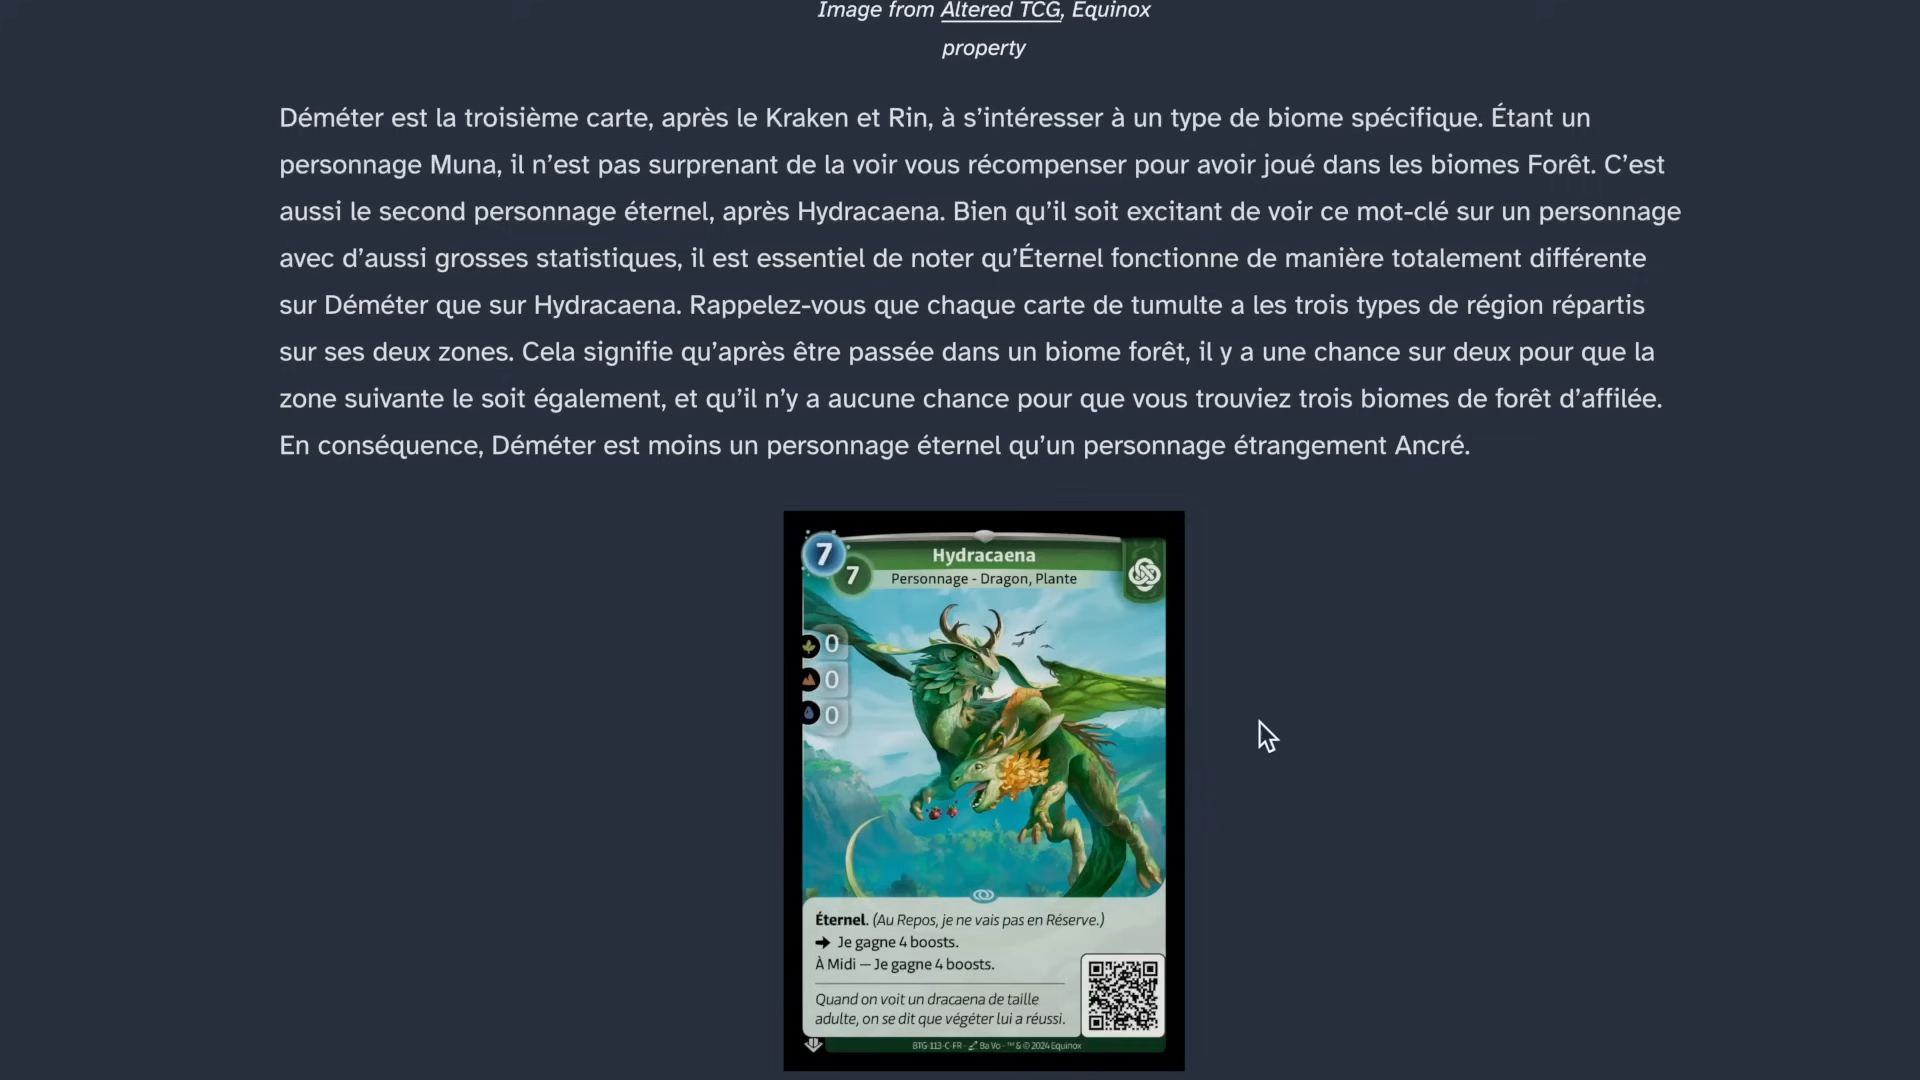 Image from Altered TCG, Equinox
property
Déméter est la troisième carte, après le Kraken et Rin, à s’intéresser à un type de biome spécifique. Étant un
personnage Muna, il n’est pas surprenant de la voir vous récompenser pour avoir joué dans les biomes Forêt. C’est
aussi le second personnage éternel, après Hydracaena. Bien qu’il soit excitant de voir ce mot-clé sur un personnage
avec d’aussi grosses statistiques, il est essentiel de noter qu’Éternel fonctionne de manière totalement différente
sur Déméter que sur Hydracaena. Rappelez-vous que chaque carte de tumulte a les trois types de région répartis
sur ses deux zones. Cela signifie qu’après être passée dans un biome forêt, il y a une chance sur deux pour que la
zone suivante le soit également, et qu’il n’y a aucune chance pour que vous trouviez trois biomes de forêt d’affilée.
En conséquence, Déméter est moins un personnage éternel qu’un personnage étrangement Ancré.
7
7
Hydracaena
Personnage - Dragon, Plante
0
0
0
Éternel. (Au Repos, je ne vais pas en Réserve.)
Je gagne 4 boosts.
À Midi — Je gagne 4 boosts.
Quand on voit un dracaena de taille
adulte, on se dit que végéter lui a réussi.
BTG-113-C-FR - Ba Vo - ™ & © 2024 Equinox